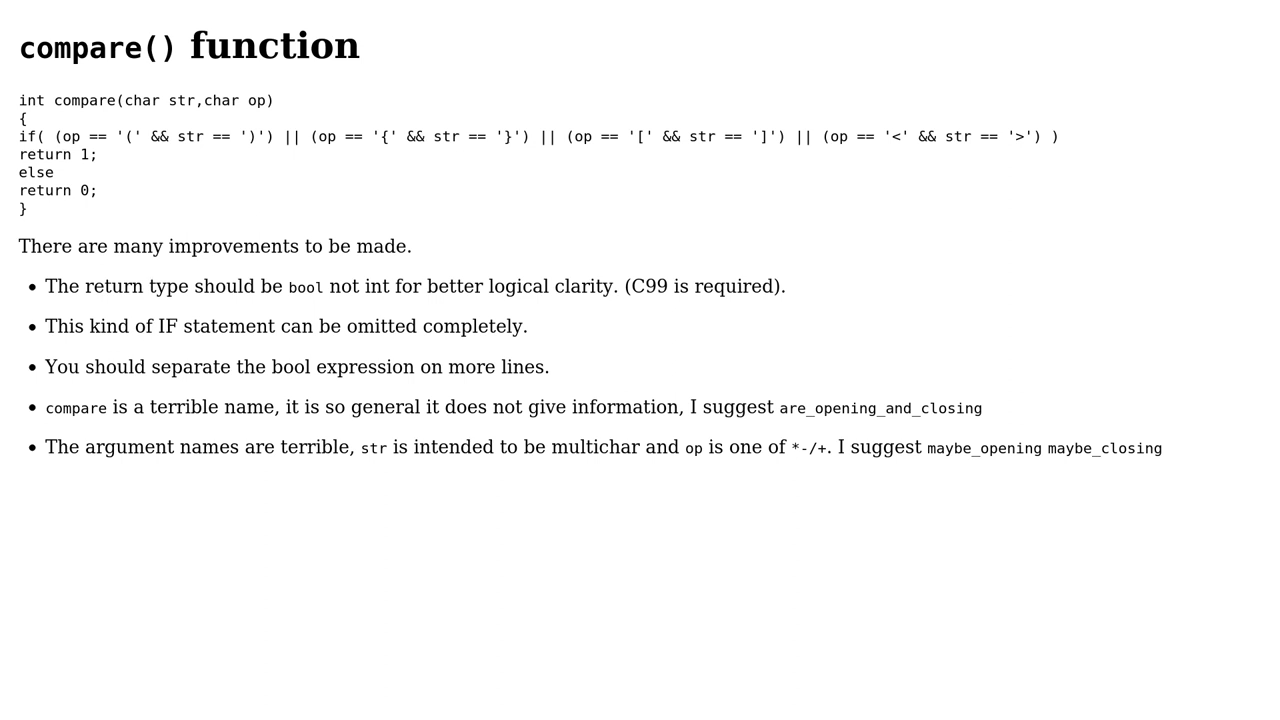 compare() function
int compare(char str,char op)
{
if( (op == '(' && str == ')') || (op == '{' && str == '}') || (op == '[' && str == ']') || (op == '<' && str == '>') )
return 1;
else
return 0;
}
There are many improvements to be made.
• The return type should be bool not int for better logical clarity. (C99 is required).
• This kind of IF statement can be omitted completely.
• You should separate the bool expression on more lines.
• compare is a terrible name, it is so general it does not give information, I suggest are_opening_and_closing
• The argument names are terrible, str is intended to be multichar and op is one of *-/+. I suggest maybe_opening maybe_closing